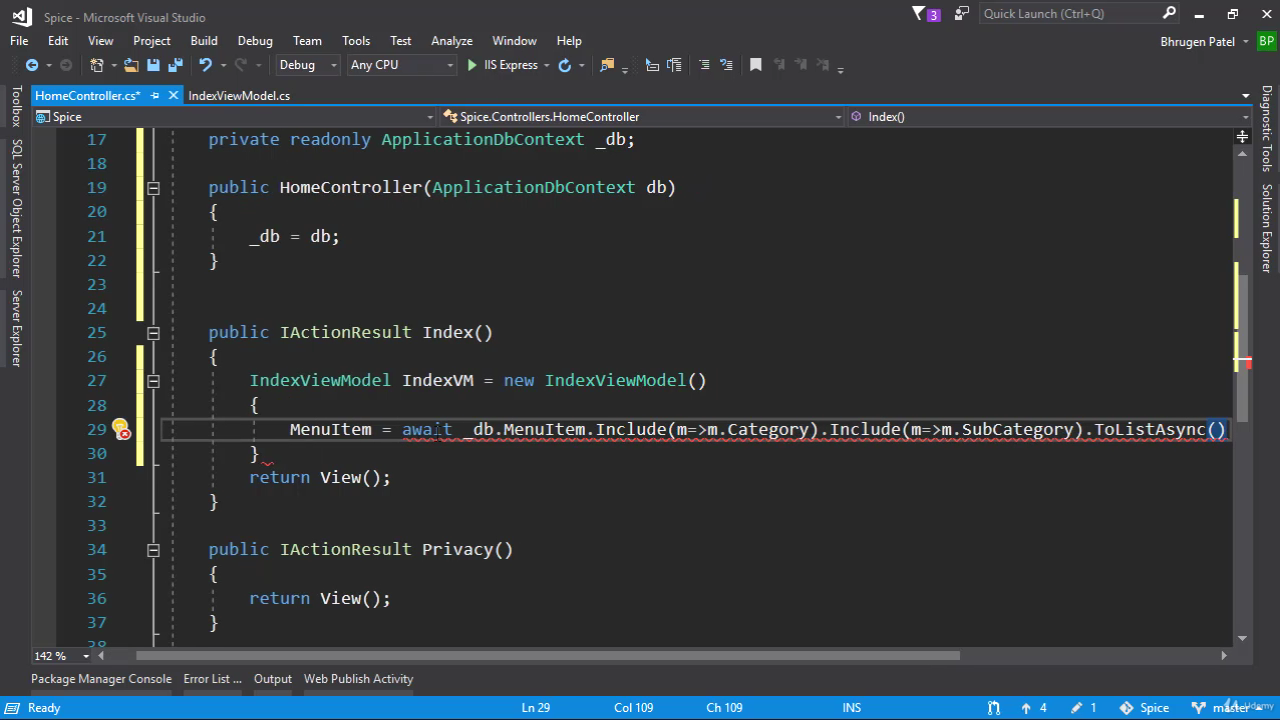 Spice - Microsoft Visual Studio
3
Quick Launch (Ctrl+Q)
File Edit View Project Build Debug Team Tools Test Analyze Window Help
Bhrugen Patel BP
Debug Any CPU IIS Express
HomeController.cs* IndexViewModel.cs
Spice Spice.Controllers.HomeController Index()
Toolbox
SQL Server Object Explorer
Server Explorer
Diagnostic Tools
Solution Explorer
17 private readonly ApplicationDbContext _db;
18
19 public HomeController(ApplicationDbContext db)
20 {
21 _db = db;
22 }
23
24
25 public IActionResult Index()
26 {
27 IndexViewModel IndexVM = new IndexViewModel()
28 {
29 MenuItem = await _db.MenuItem.Include(m=>m.Category).Include(m=>m.SubCategory).ToListAsync()
30 }
31 return View();
32 }
33
34 public IActionResult Privacy()
35 {
36 return View();
37 }
38
142 %
Package Manager Console Error List ... Output Web Publish Activity
Ready Ln 29 Col 109 Ch 109 INS 4 1 Spice master
Udemy